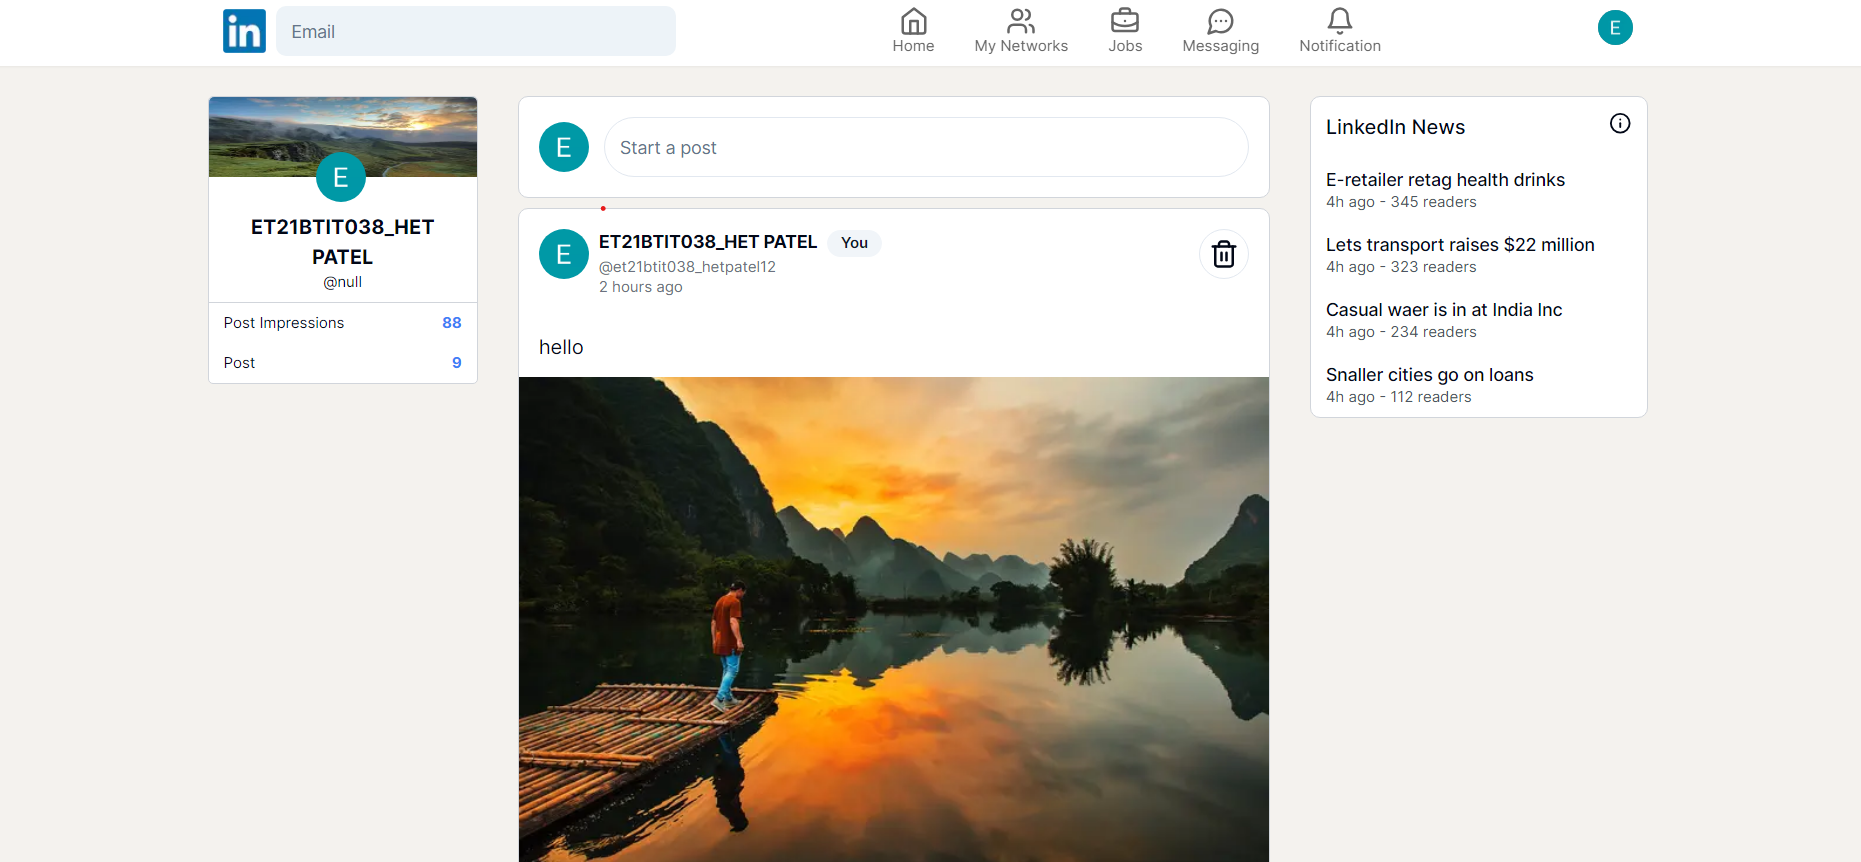 in
Email
Home
My Networks
Jobs
Messaging
Notification
E
E
ET21BTIT038_HET
PATEL
@null
Post Impressions 88
Post 9
E
Start a post
E
ET21BTIT038_HET PATEL You
@et21btit038_hetpatel12
2 hours ago
hello
LinkedIn News
E-retailer retag health drinks
4h ago - 345 readers
Lets transport raises $22 million
4h ago - 323 readers
Casual waer is in at India Inc
4h ago - 234 readers
Snaller cities go on loans
4h ago - 112 readers